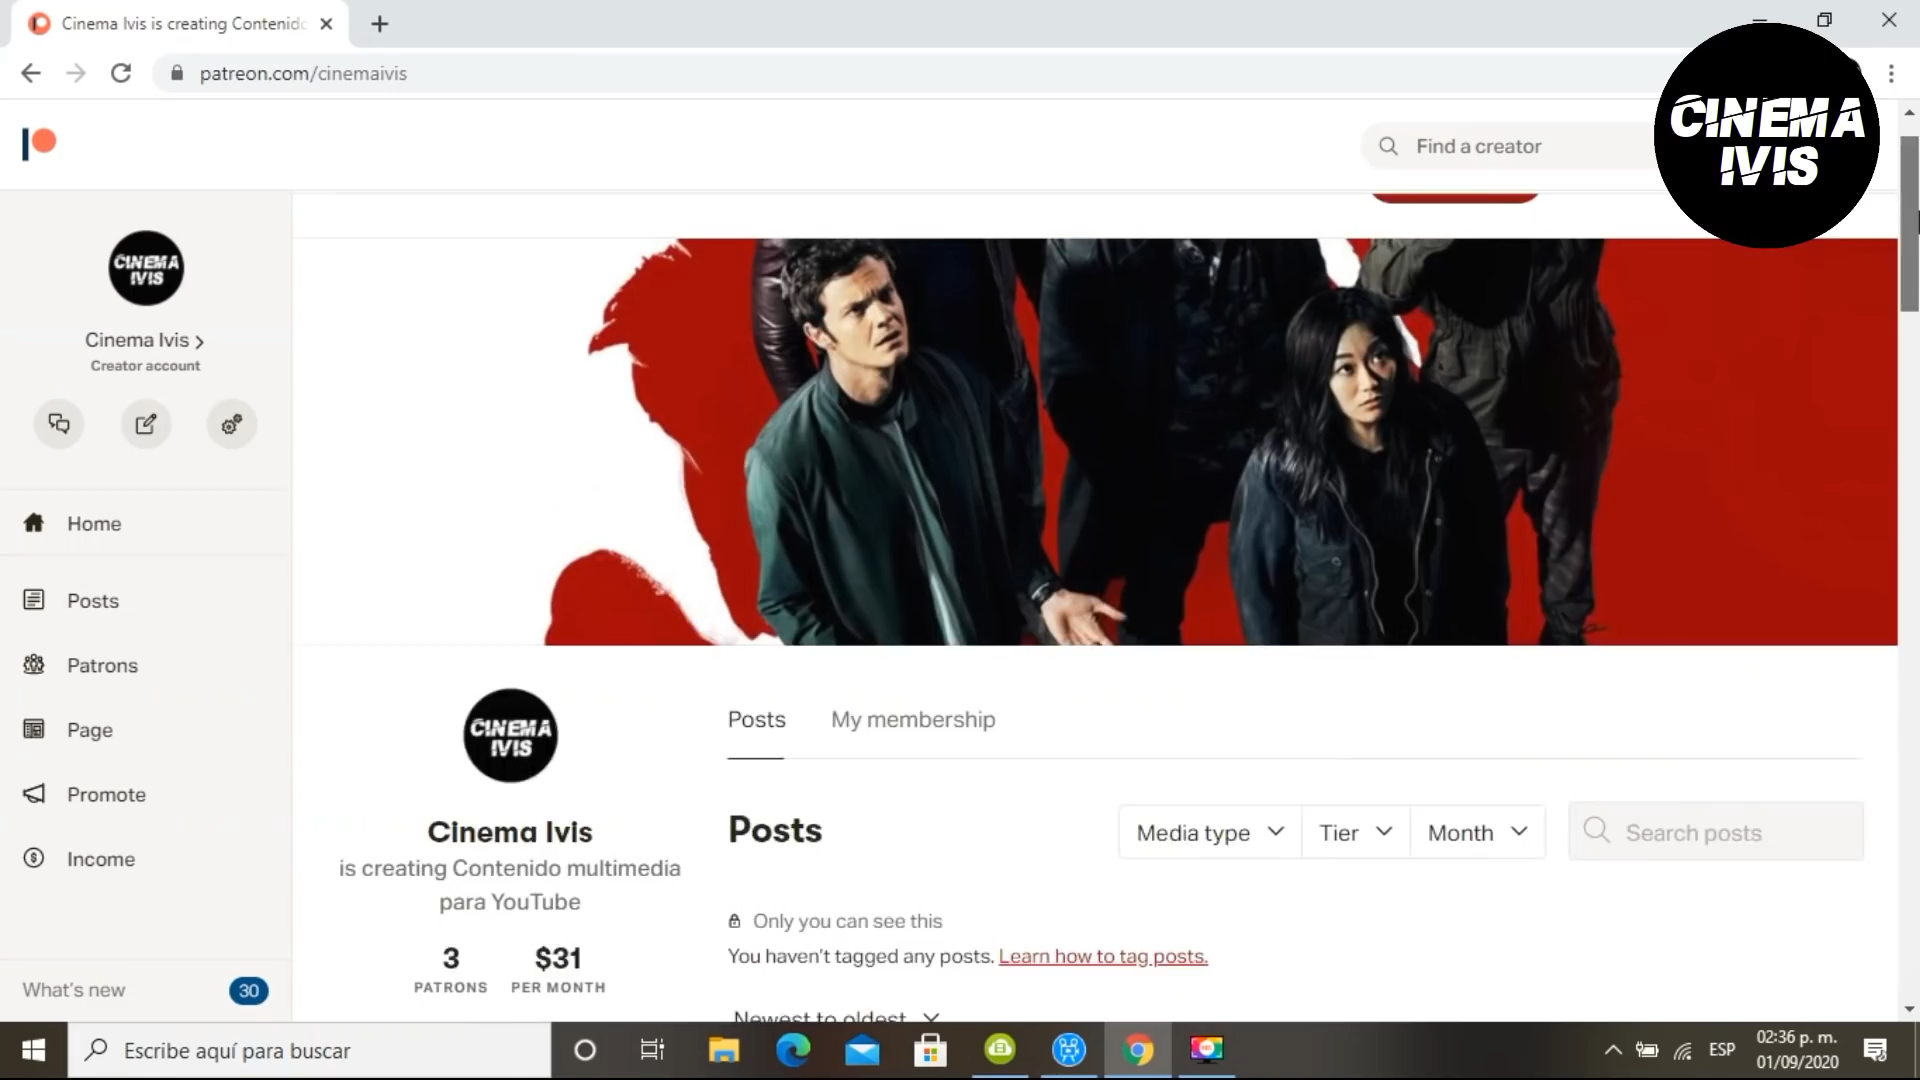 Cinema Ivis is creating Contenido
patreon.com/cinemaivis
Find a creator
CINEMA
IVIS
CINEMA
IVIS
Cinema Ivis
Creator account
Home
Posts
Patrons
Page
Promote
Income
What's new
30
CINEMA
IVIS
Cinema Ivis
is creating Contenido multimedia
para YouTube
3
$31
PATRONS
PER MONTH
Posts
My membership
Posts
Media type
Tier
Month
Search posts
Only you can see this
You haven't tagged any posts. Learn how to tag posts.
Newest to oldest
Escribe aquí para buscar
ESP
02:36 p. m.
01/09/2020